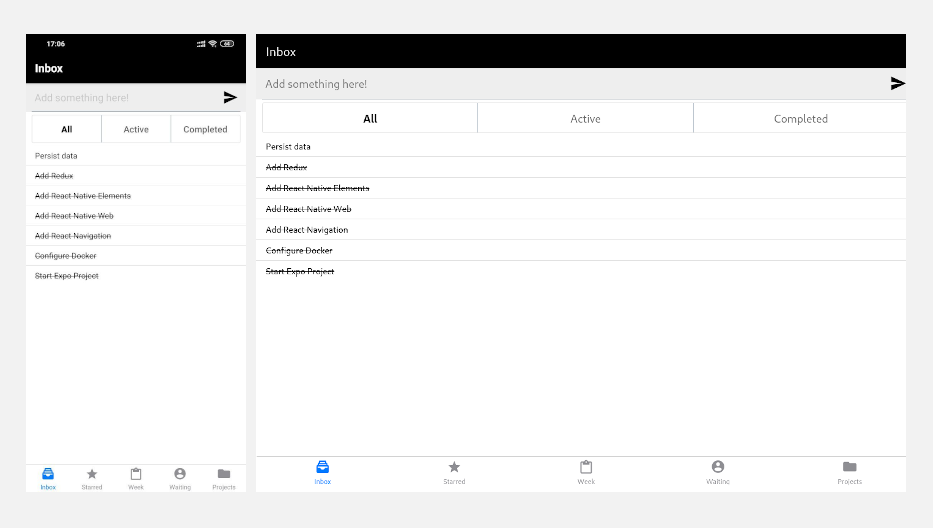 17:06
68
Inbox
Add something here!
All Active Completed
Persist data
Add Redux
Add React Native Elements
Add React Native Web
Add React Navigation
Configure Docker
Start Expo Project
Inbox Starred Week Waiting Projects
Inbox
Add something here!
All Active Completed
Persist data
Add Redux
Add React Native Elements
Add React Native Web
Add React Navigation
Configure Docker
Start Expo Project
Inbox Starred Week Waiting Projects